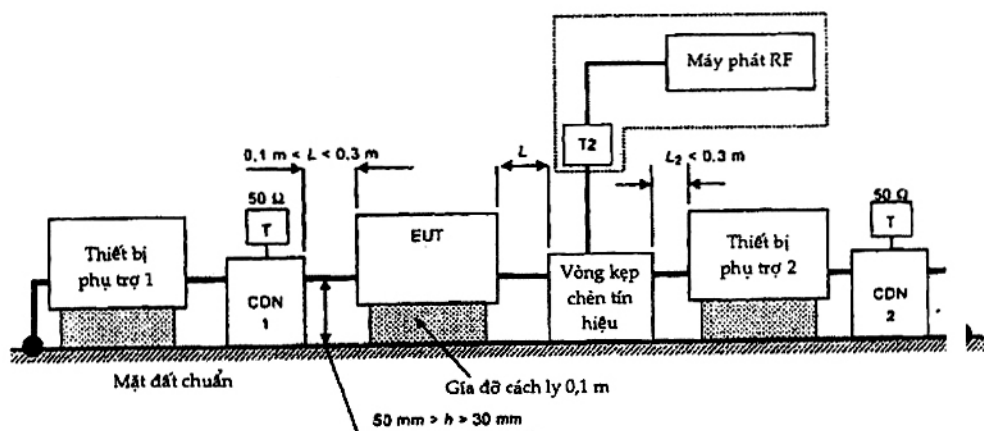 Máy phát RF
T2
0,1 m < L < 0.3 m
L
L₂ < 0.3 m
50 Ω
T
50 Ω
T
Thiết bị
phụ trợ 1
CDN
1
EUT
Vòng kẹp
chèn tín
hiệu
Thiết bị
phụ trợ 2
CDN
2
Mặt đất chuẩn
Gía đỡ cách ly 0,1 m
50 mm > h > 30 mm